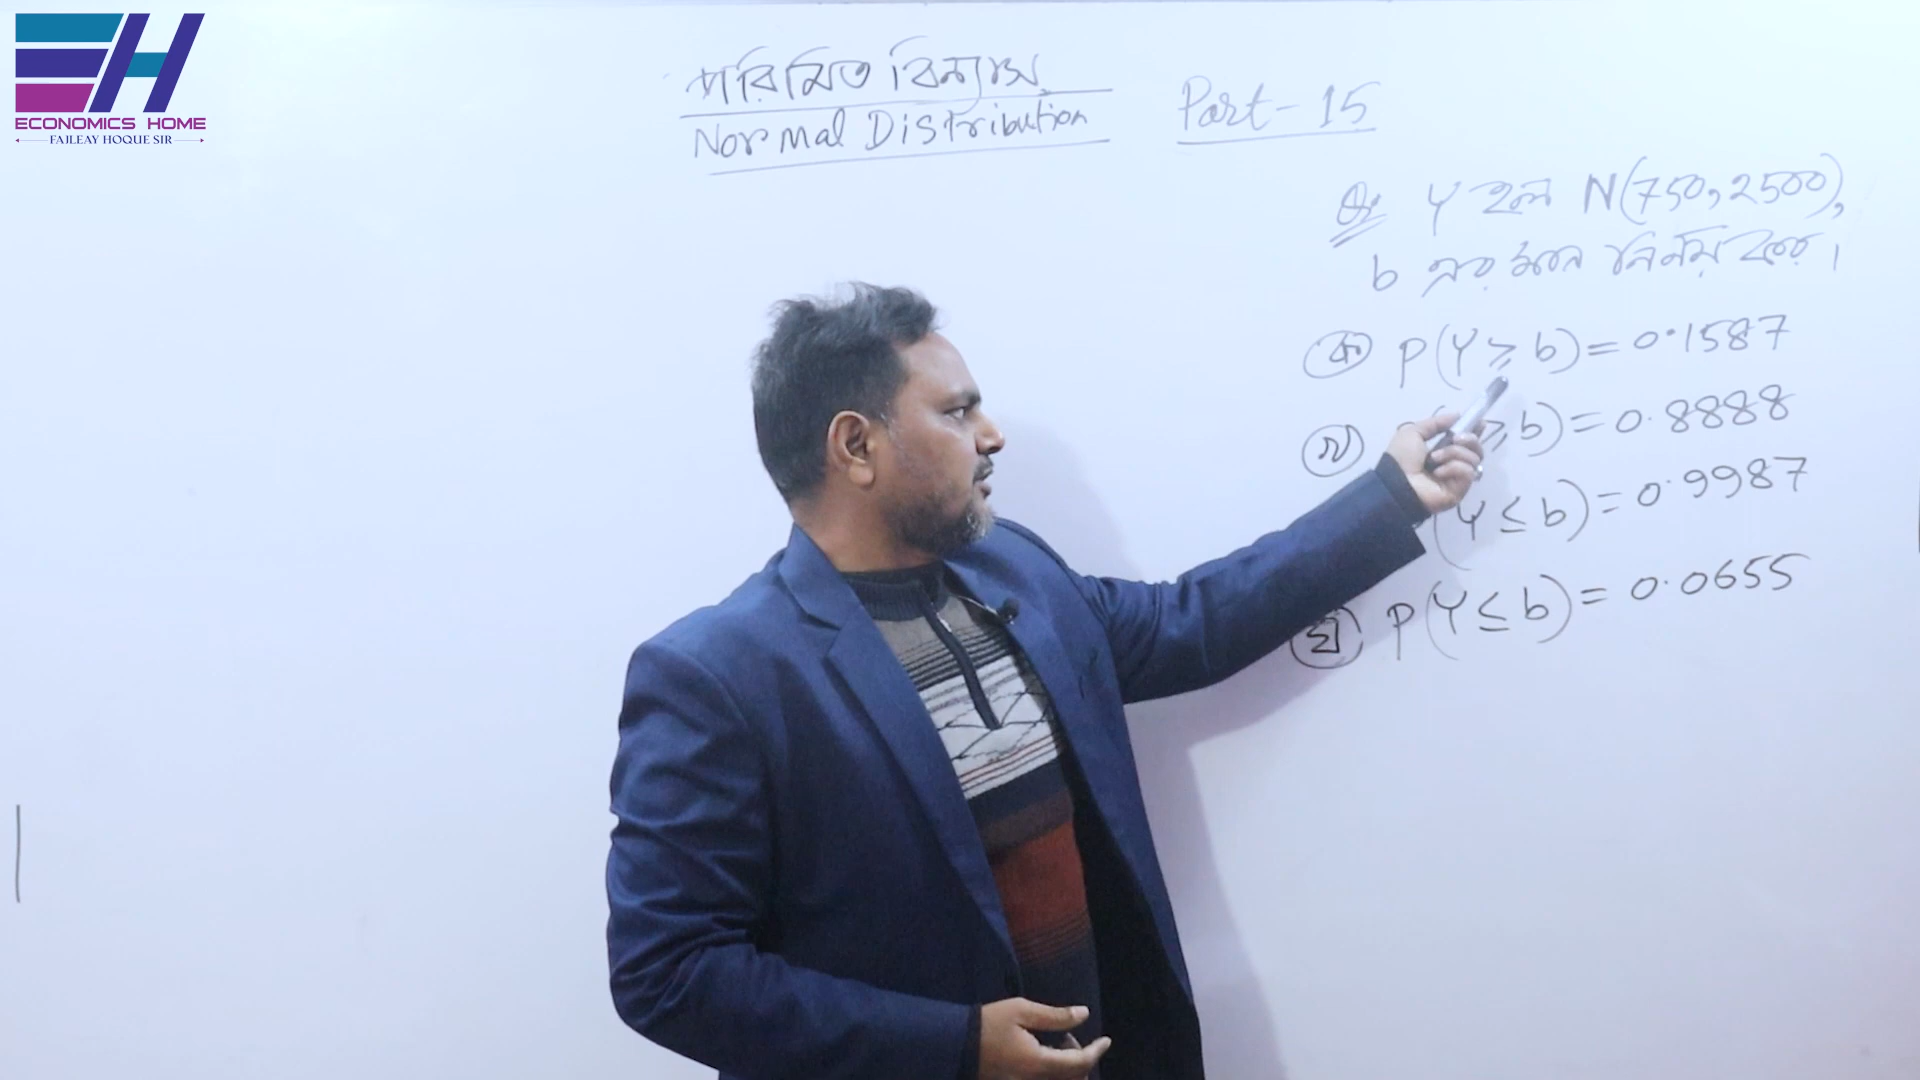 EH
ECONOMICS HOME
FAJLEAY HOQUE SIR
পরিমিত বিন্যাস
Normal Distribution
Part-15
Q: Y হলে N(750, 2500),
b এর মান নির্ণয় কর।
ক P(Y ≥ b) = 0.1587
≥ b) = 0.8888
(Y ≤ b) = 0.9987
ঘ P(Y ≤ b) = 0.0655